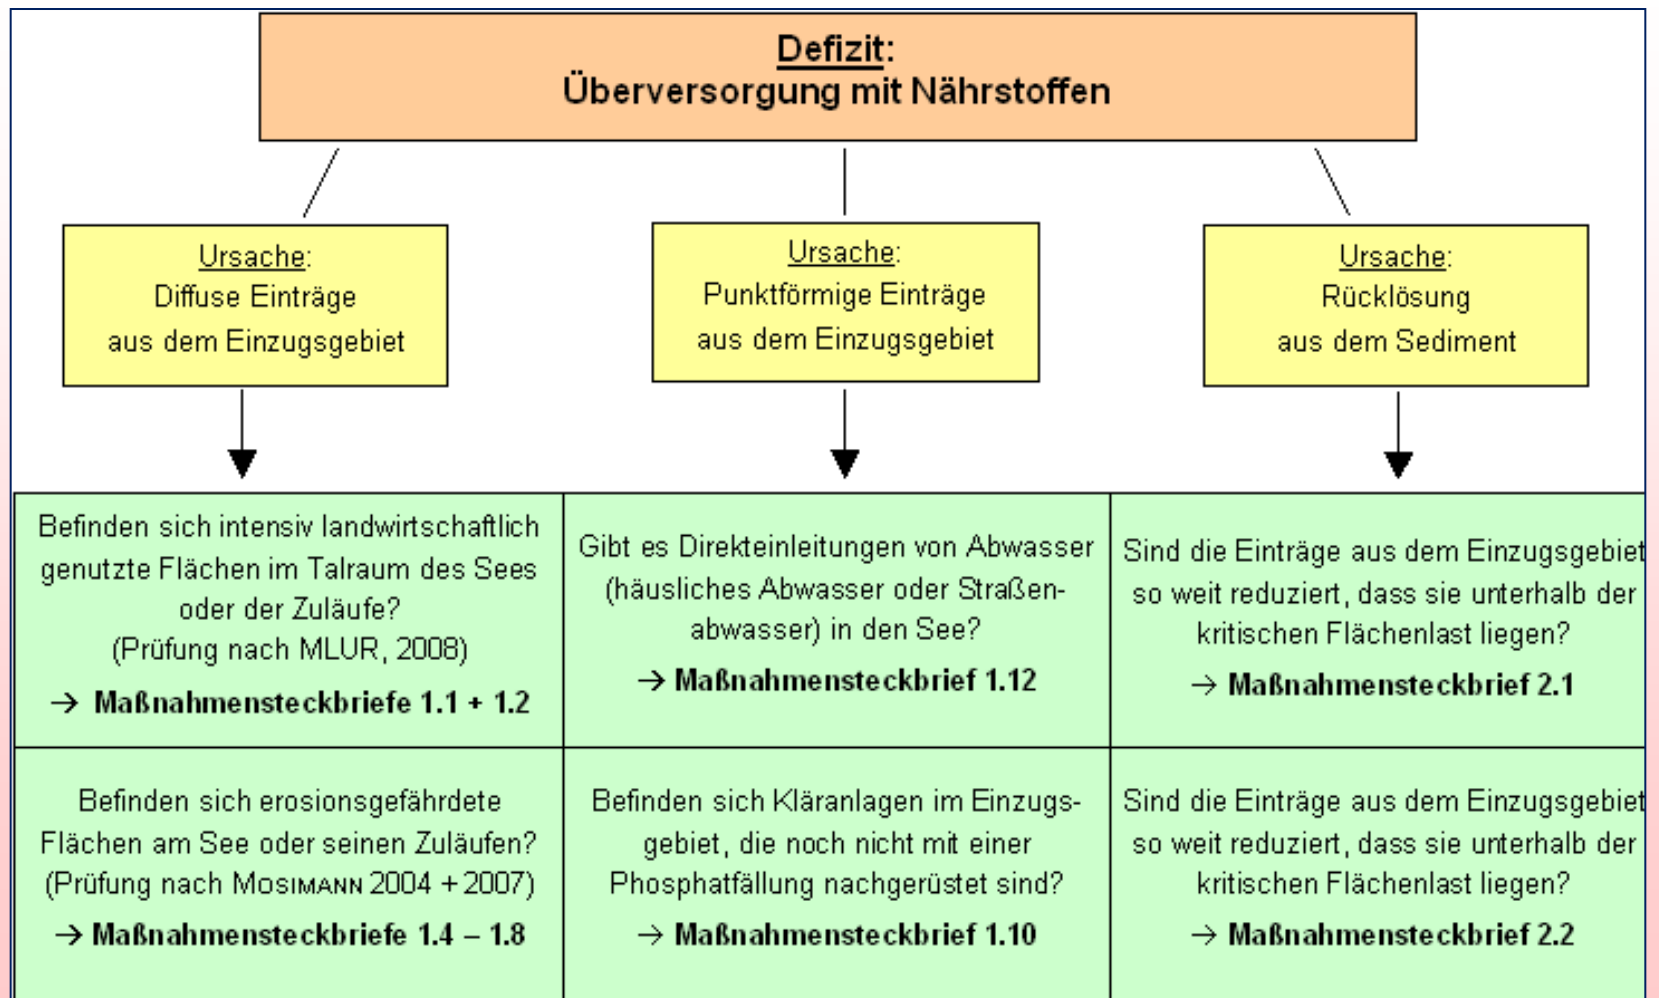 Defizit:
Überversorgung mit Nährstoffen
Ursache:
Diffuse Einträge
aus dem Einzugsgebiet
Ursache:
Punktförmige Einträge
aus dem Einzugsgebiet
Ursache:
Rücklösung
aus dem Sediment
Befinden sich intensiv landwirtschaftlich
genutzte Flächen im Talraum des Sees
oder der Zuläufe?
(Prüfung nach MLUR, 2008)
→ Maßnahmensteckbriefe 1.1 + 1.2
Gibt es Direkteinleitungen von Abwasser
(häusliches Abwasser oder Straßen-
abwasser) in den See?
→ Maßnahmensteckbrief 1.12
Sind die Einträge aus dem Einzugsgebiet
so weit reduziert, dass sie unterhalb der
kritischen Flächenlast liegen?
→ Maßnahmensteckbrief 2.1
Befinden sich erosionsgefährdete
Flächen am See oder seinen Zuläufen?
(Prüfung nach MOSIMANN 2004 + 2007)
→ Maßnahmensteckbriefe 1.4 – 1.8
Befinden sich Kläranlagen im Einzugs-
gebiet, die noch nicht mit einer
Phosphatfällung nachgerüstet sind?
→ Maßnahmensteckbrief 1.10
Sind die Einträge aus dem Einzugsgebiet
so weit reduziert, dass sie unterhalb der
kritischen Flächenlast liegen?
→ Maßnahmensteckbrief 2.2